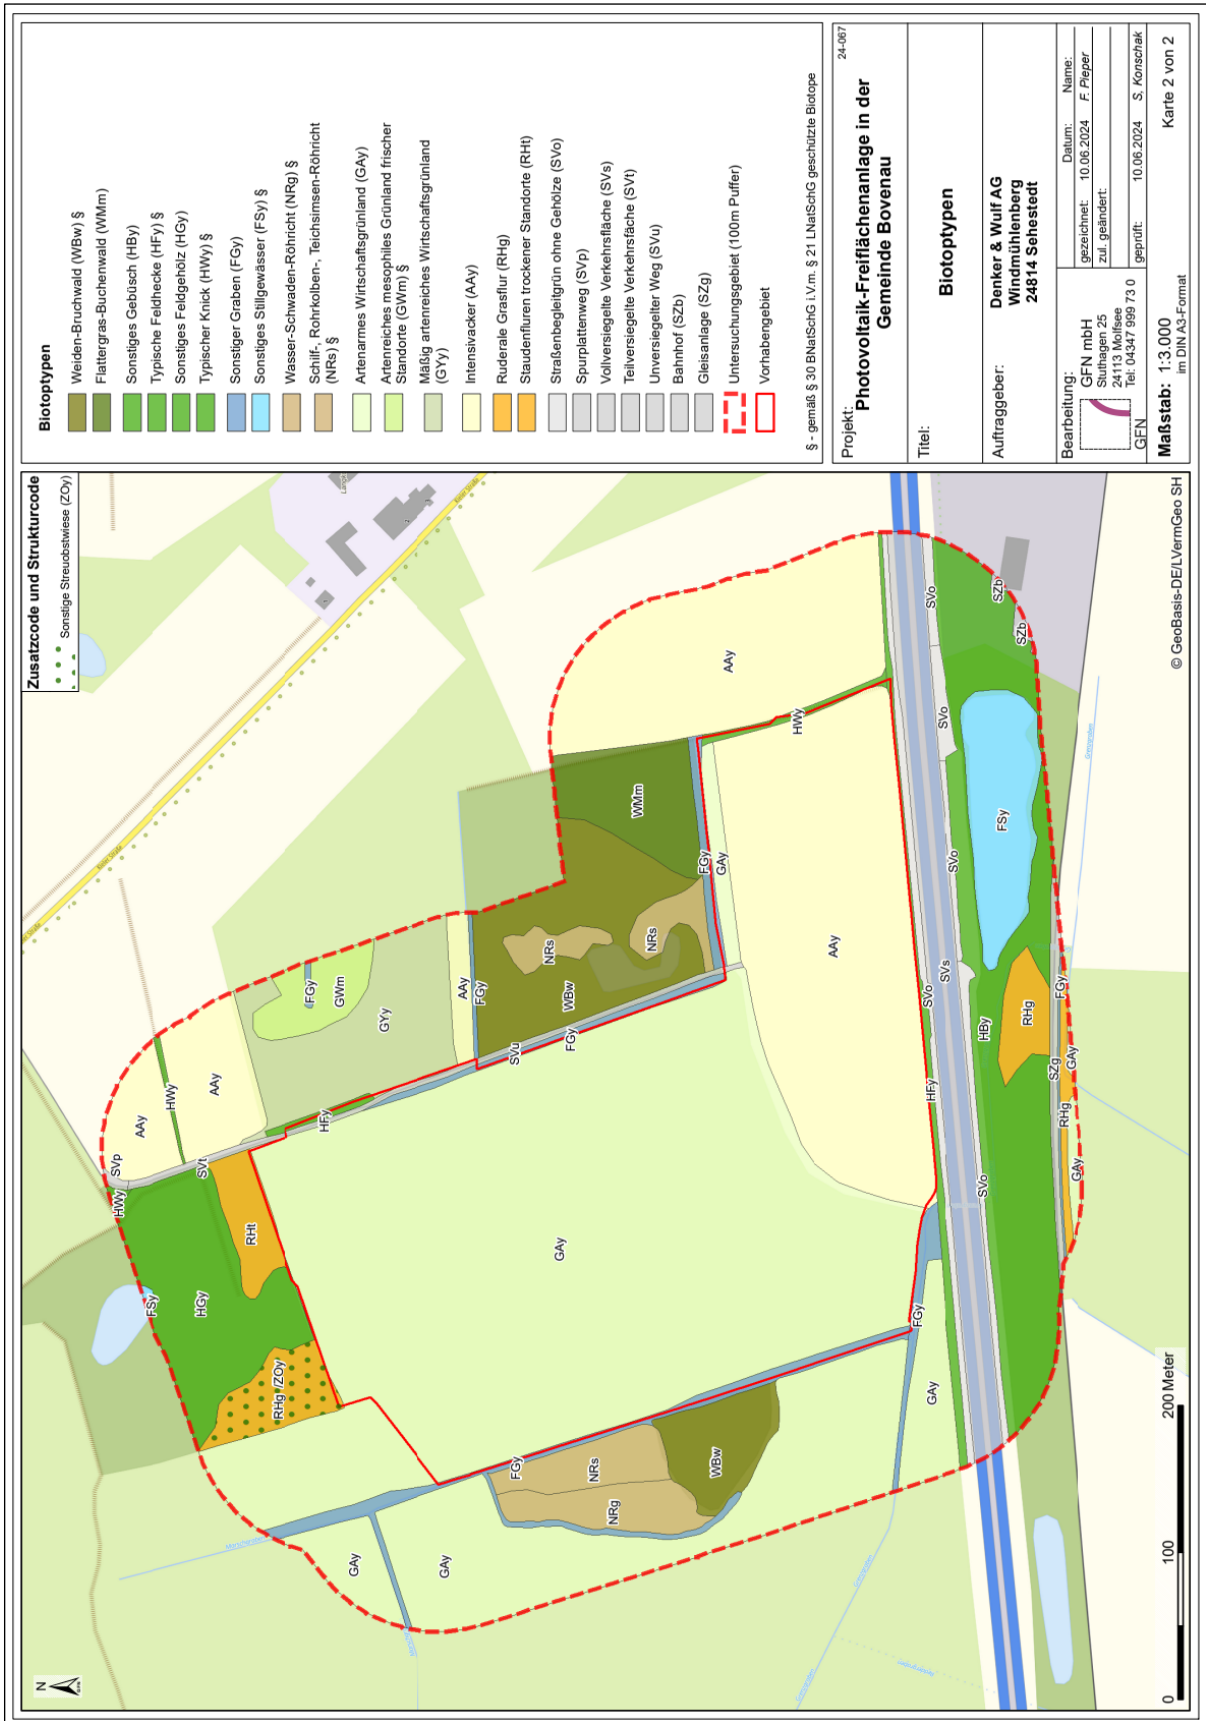 Zusatzcode und Strukturcode
Sonstige Streuobstwiese (ZOy)
Biotoptypen
Weiden-Bruchwald (WBw) §
Flattergras-Buchenwald (WMm)
Sonstiges Gebüsch (HBy)
Typische Feldhecke (HFy) §
Sonstiges Feldgehölz (HGy)
Typischer Knick (HWy) §
Sonstiger Graben (FGy)
Sonstiges Stillgewässer (FSy) §
Wasser-Schwaden-Röhricht (NRg) §
Schilf-, Rohrkolben-, Teichsimsen-Röhricht
(NRs) §
Artenarmes Wirtschaftsgrünland (GAy)
Artenreiches mesophiles Grünland frischer
Standorte (GWm) §
Mäßig artenreiches Wirtschaftsgrünland
(GYy)
Intensivacker (AAy)
Ruderale Grasflur (RHg)
Staudenfluren trockener Standorte (RHt)
Straßenbegleitgrün ohne Gehölze (SVo)
Spurplattenweg (SVp)
Vollversiegelte Verkehrsfläche (SVs)
Teilversiegelte Verkehrsfäche (SVt)
Unversiegelter Weg (SVu)
Bahnhof (SZb)
Gleisanlage (SZg)
Untersuchungsgebiet (100m Puffer)
Vorhabengebiet
§ - gemäß § 30 BNatSchG i.V.m. § 21 LNatSchG geschützte Biotope
Projekt:
24-067
Photovoltaik-Freiflächenanlage in der
Gemeinde Bovenau
Titel:
Biotoptypen
Auftraggeber:
Denker & Wulf AG
Windmühlenberg
24814 Sehestedt
Bearbeitung:
GFN mbH
Stuthagen 25
24113 Molfsee
Tel: 04347 999 73 0
GFN
Datum: Name:
gezeichnet: 10.06.2024 F. Pieper
zul. geändert:
geprüft: 10.06.2024 S. Konschak
Maßstab: 1:3.000
im DIN A3-Format
Karte 2 von 2
N
GFN
0 100 200 Meter
© GeoBasis-DE/LVermGeo SH
Kieler Straße
Kieler Straße
Kieler Straße
SVp
HWy
AAy
HWy
AAy
SVt
FSy
HGy
RHt
RHg /ZOy
HFy
FGy
GWm
GYy
AAy
FGy
SVu
FGy
WBw
NRs
NRs
WMm
FGy
GAy
AAy
HWy
AAy
GAy
GAy
GAy
FGy
NRs
NRg
WBw
FGy
GAy
HFy
SVo
SVs
SVo
SVo
SVo
SVo
HBy
FSy
RHg
SZb
SZb
SZg
FGy
GAy
RHg
GAy